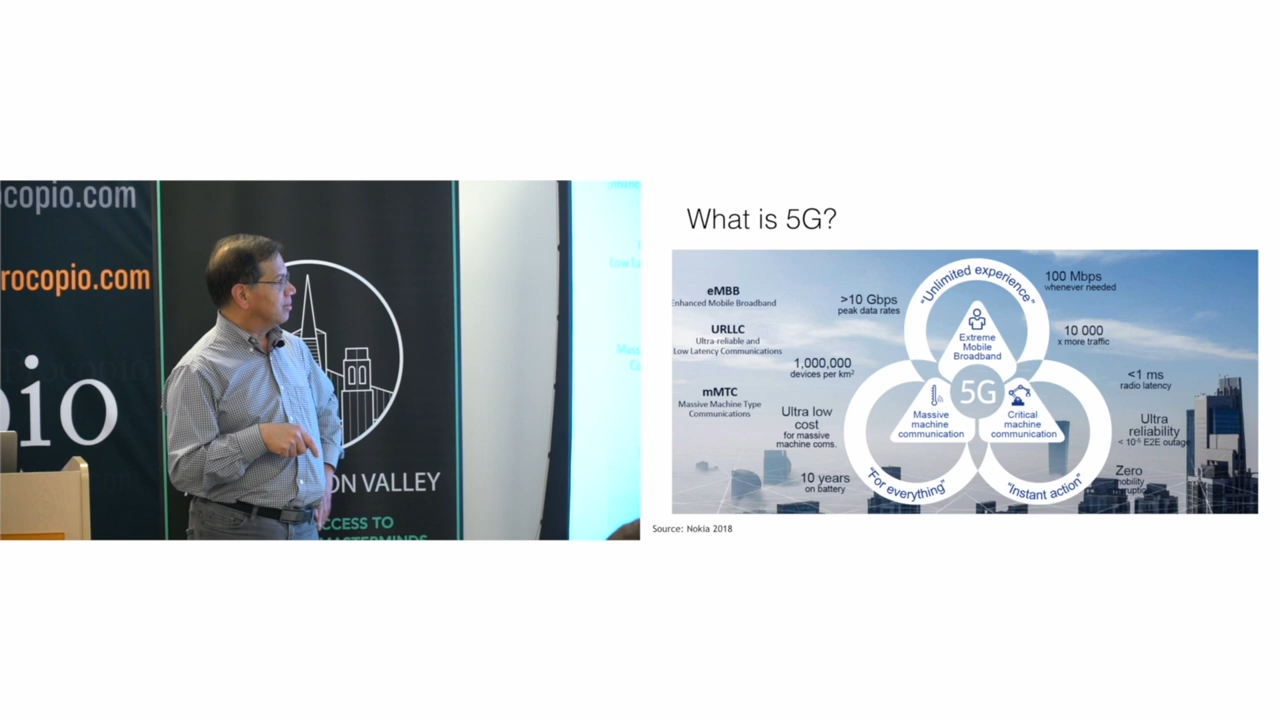 ocopio.com
rocopio.com
io
ON VALLEY
CCESS TO
MASTERMINDS
What is 5G?
eMBB
Enhanced Mobile Broadband
URLLC
Ultra-reliable and
Low Latency Communications
mMTC
Massive Machine Type
Communications
>10 Gbps
peak data rates
1,000,000
devices per km²
Ultra low
cost
for massive
machine coms.
10 years
on battery
"Unlimited experience"
Extreme
Mobile
Broadband
5G
Massive
machine
communication
Critical
machine
communication
"For everything"
"Instant action"
100 Mbps
whenever needed
10 000
x more traffic
<1 ms
radio latency
Ultra
reliability
< 10⁻⁵ E2E outage
Zero
mobility
Source: Nokia 2018